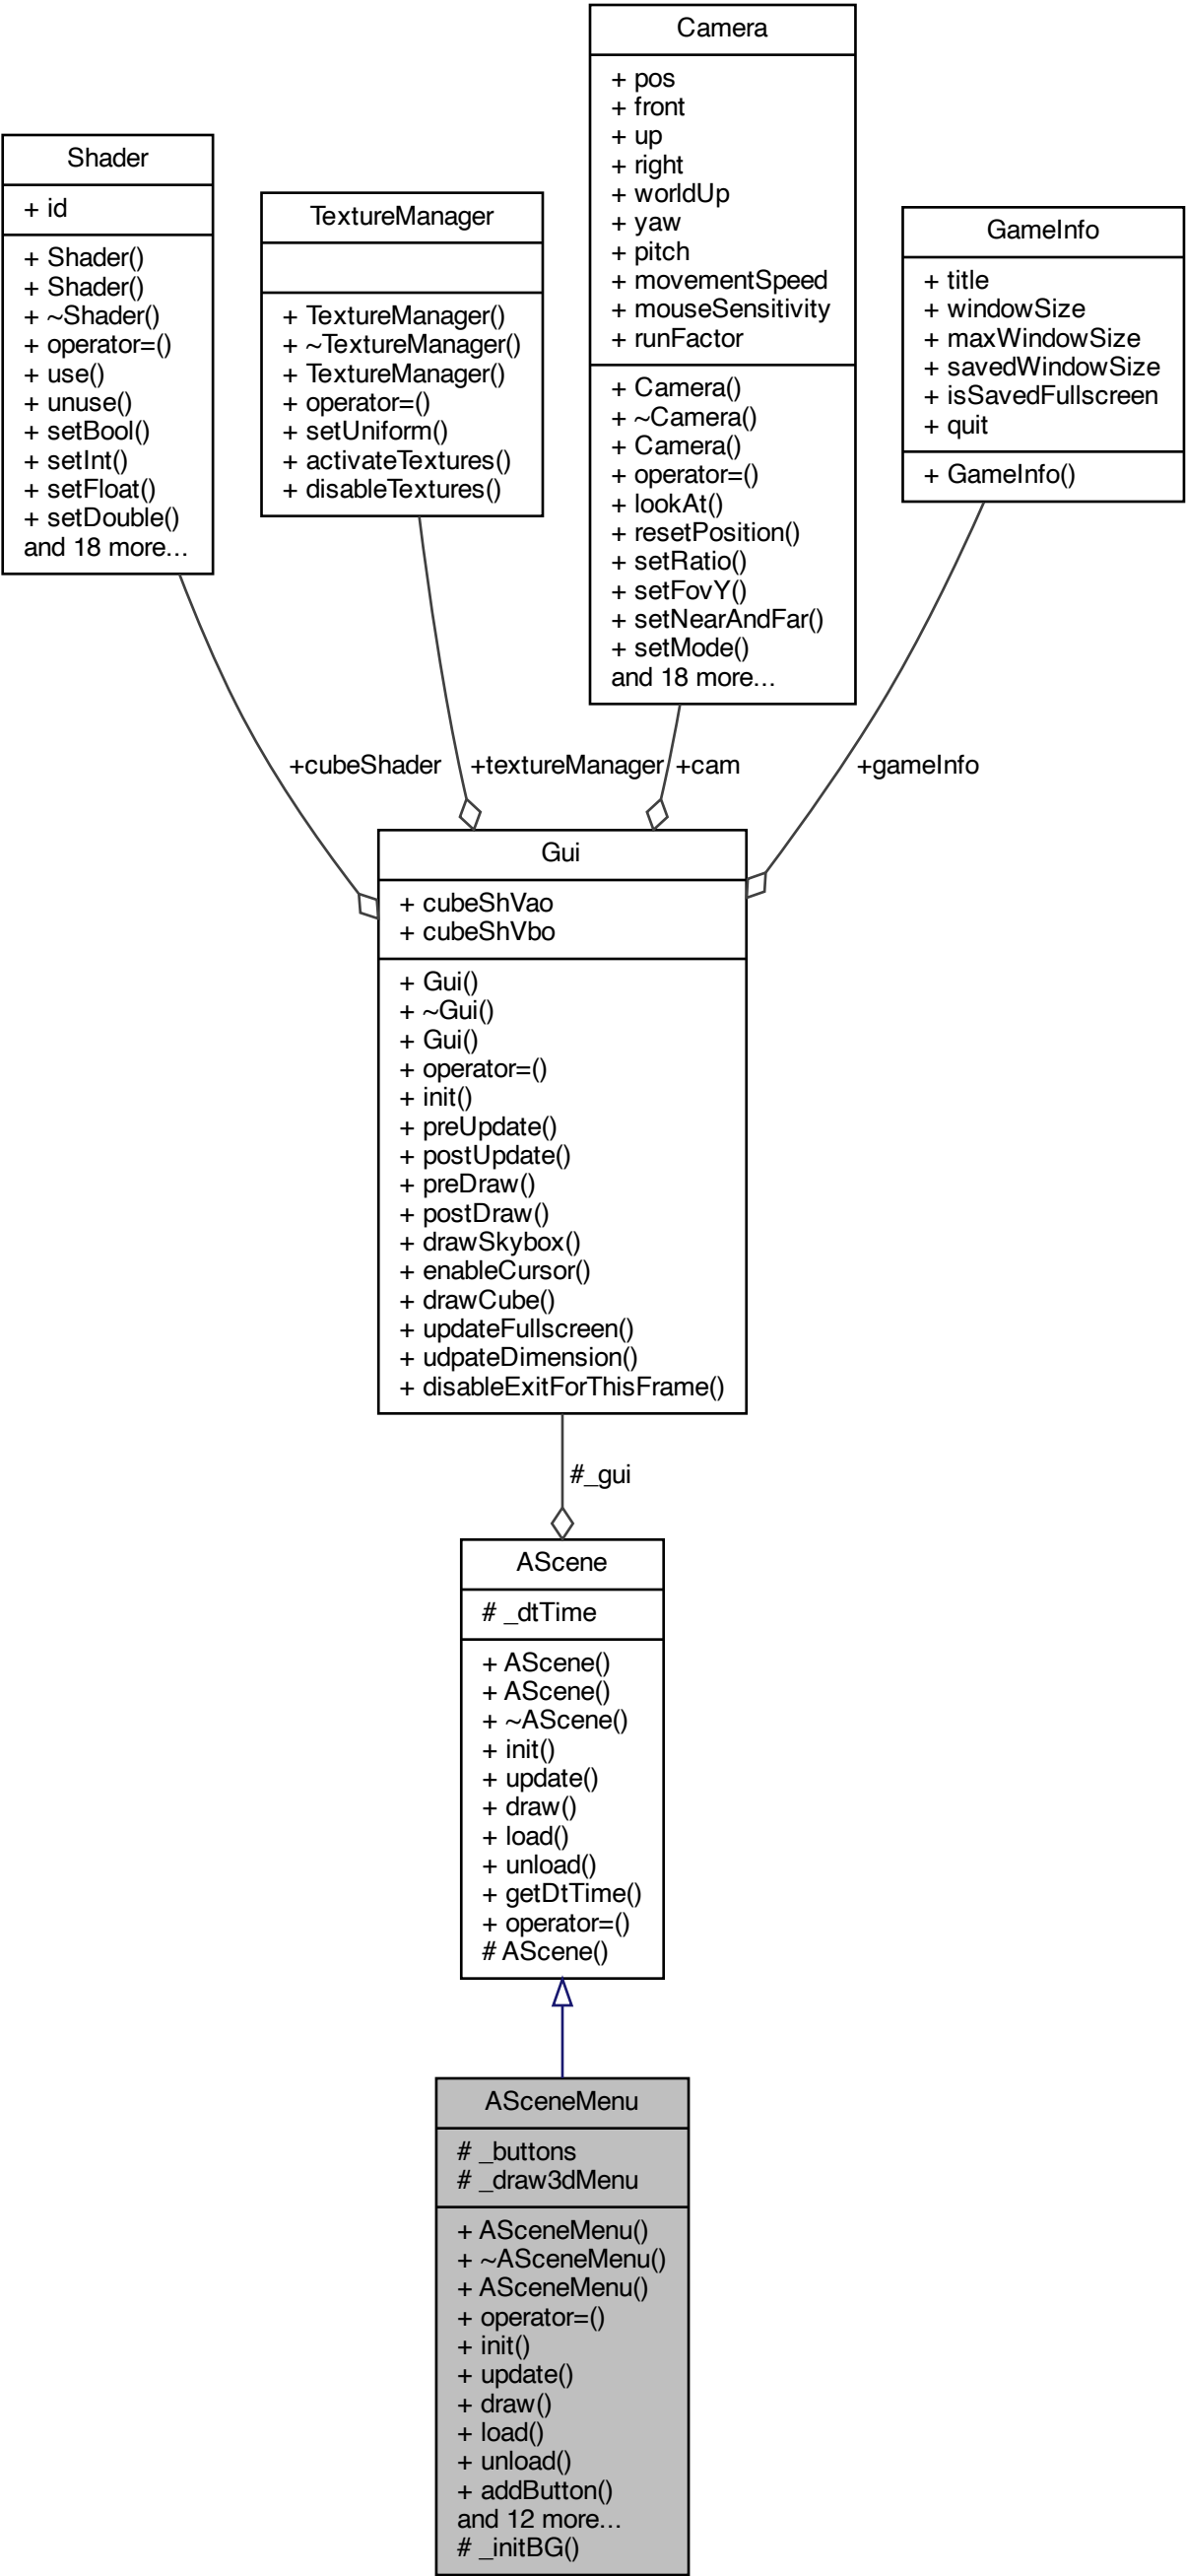 Camera
+ pos
+ front
+ up
+ right
+ worldUp
+ yaw
+ pitch
+ movementSpeed
+ mouseSensitivity
+ runFactor
+ Camera()
+ ~Camera()
+ Camera()
+ operator=()
+ lookAt()
+ resetPosition()
+ setRatio()
+ setFovY()
+ setNearAndFar()
+ setMode()
and 18 more...
Shader
+ id
+ Shader()
+ Shader()
+ ~Shader()
+ operator=()
+ use()
+ unuse()
+ setBool()
+ setInt()
+ setFloat()
+ setDouble()
and 18 more...
TextureManager
+ TextureManager()
+ ~TextureManager()
+ TextureManager()
+ operator=()
+ setUniform()
+ activateTextures()
+ disableTextures()
GameInfo
+ title
+ windowSize
+ maxWindowSize
+ savedWindowSize
+ isSavedFullscreen
+ quit
+ GameInfo()
+cubeShader
+textureManager
+cam
+gameInfo
Gui
+ cubeShVao
+ cubeShVbo
+ Gui()
+ ~Gui()
+ Gui()
+ operator=()
+ init()
+ preUpdate()
+ postUpdate()
+ preDraw()
+ postDraw()
+ drawSkybox()
+ enableCursor()
+ drawCube()
+ updateFullscreen()
+ udpateDimension()
+ disableExitForThisFrame()
#_gui
AScene
# _dtTime
+ AScene()
+ AScene()
+ ~AScene()
+ init()
+ update()
+ draw()
+ load()
+ unload()
+ getDtTime()
+ operator=()
# AScene()
ASceneMenu
# _buttons
# _draw3dMenu
+ ASceneMenu()
+ ~ASceneMenu()
+ ASceneMenu()
+ operator=()
+ init()
+ update()
+ draw()
+ load()
+ unload()
+ addButton()
and 12 more...
# _initBG()